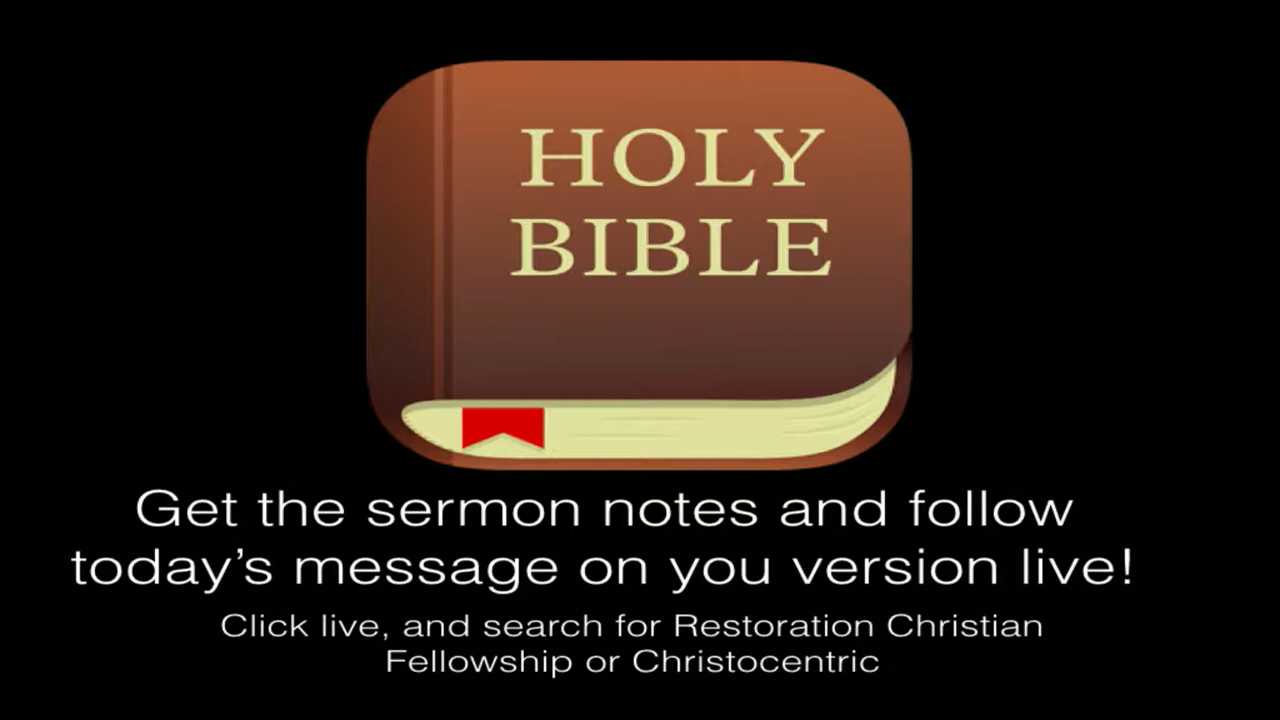 HOLY
BIBLE
Get the sermon notes and follow
today's message on you version live!
Click live, and search for Restoration Christian
Fellowship or Christocentric